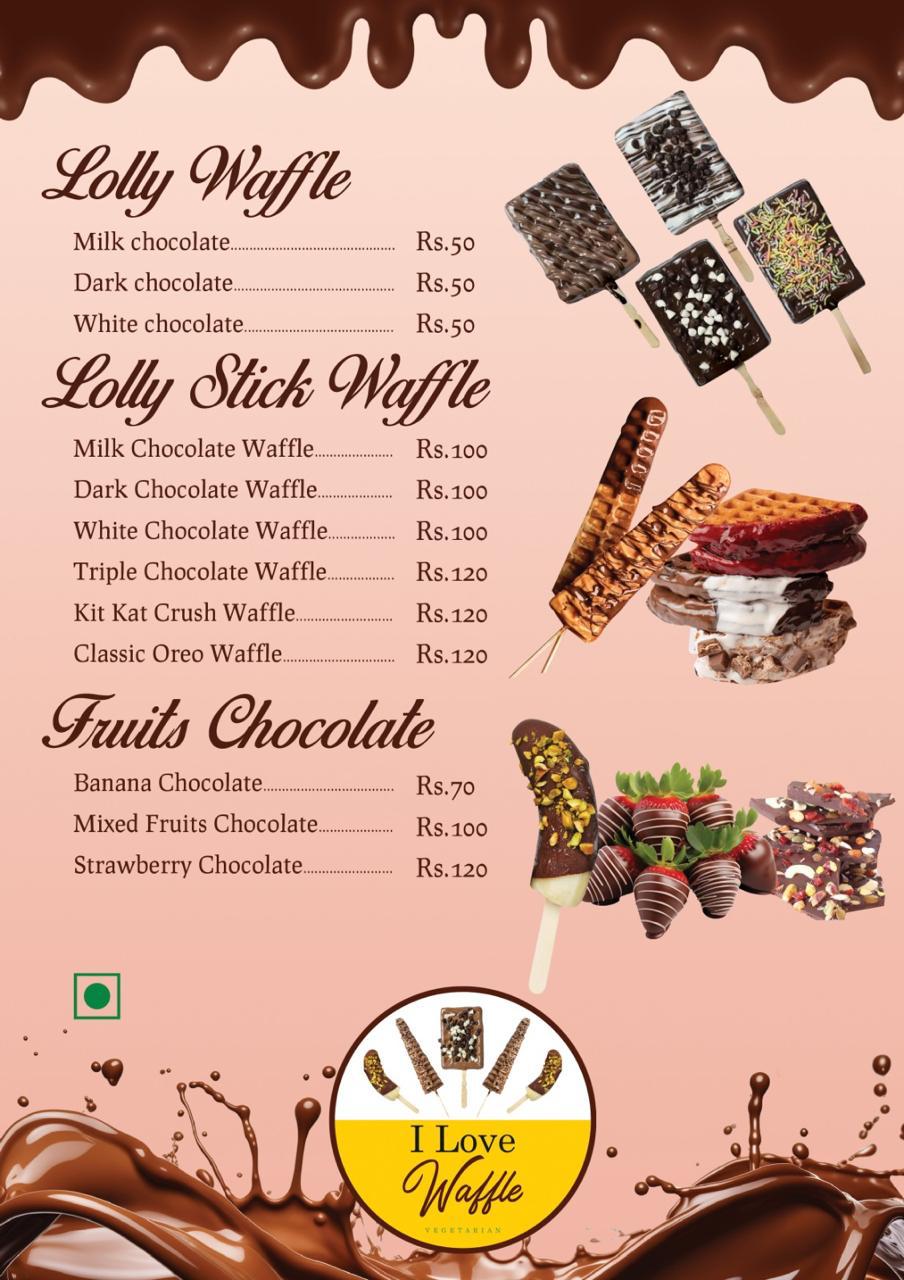 Lolly Waffle
Milk chocolate.......................................... Rs.50
Dark chocolate.......................................... Rs.50
White chocolate....................................... Rs.50
Lolly Stick Waffle
Milk Chocolate Waffle.................... Rs.100
Dark Chocolate Waffle................... Rs.100
White Chocolate Waffle................. Rs.100
Triple Chocolate Waffle................. Rs.120
Kit Kat Crush Waffle......................... Rs.120
Classic Oreo Waffle............................. Rs.120
Fruits Chocolate
Banana Chocolate.................................. Rs.70
Mixed Fruits Chocolate................... Rs.100
Strawberry Chocolate....................... Rs.120
I Love
Waffle
VEGETARIAN